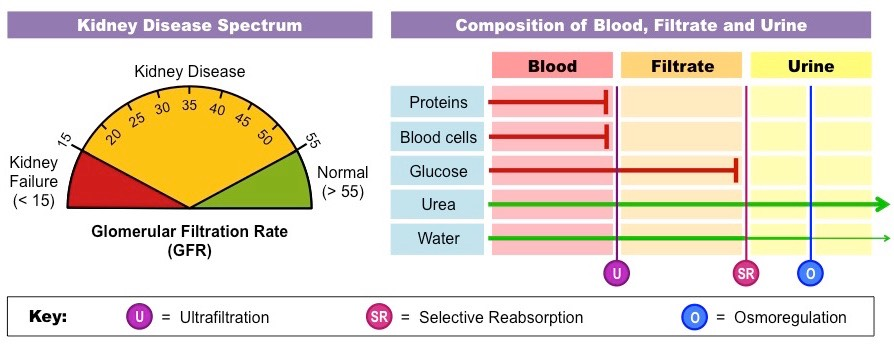 Kidney Disease Spectrum
Kidney Disease
15 20 25 30 35 40 45 50 55
Kidney
Failure
(< 15)
Normal
(> 55)
Glomerular Filtration Rate
(GFR)
Composition of Blood, Filtrate and Urine
Blood Filtrate Urine
Proteins
Blood cells
Glucose
Urea
Water
U SR O
Key: U = Ultrafiltration SR = Selective Reabsorption O = Osmoregulation